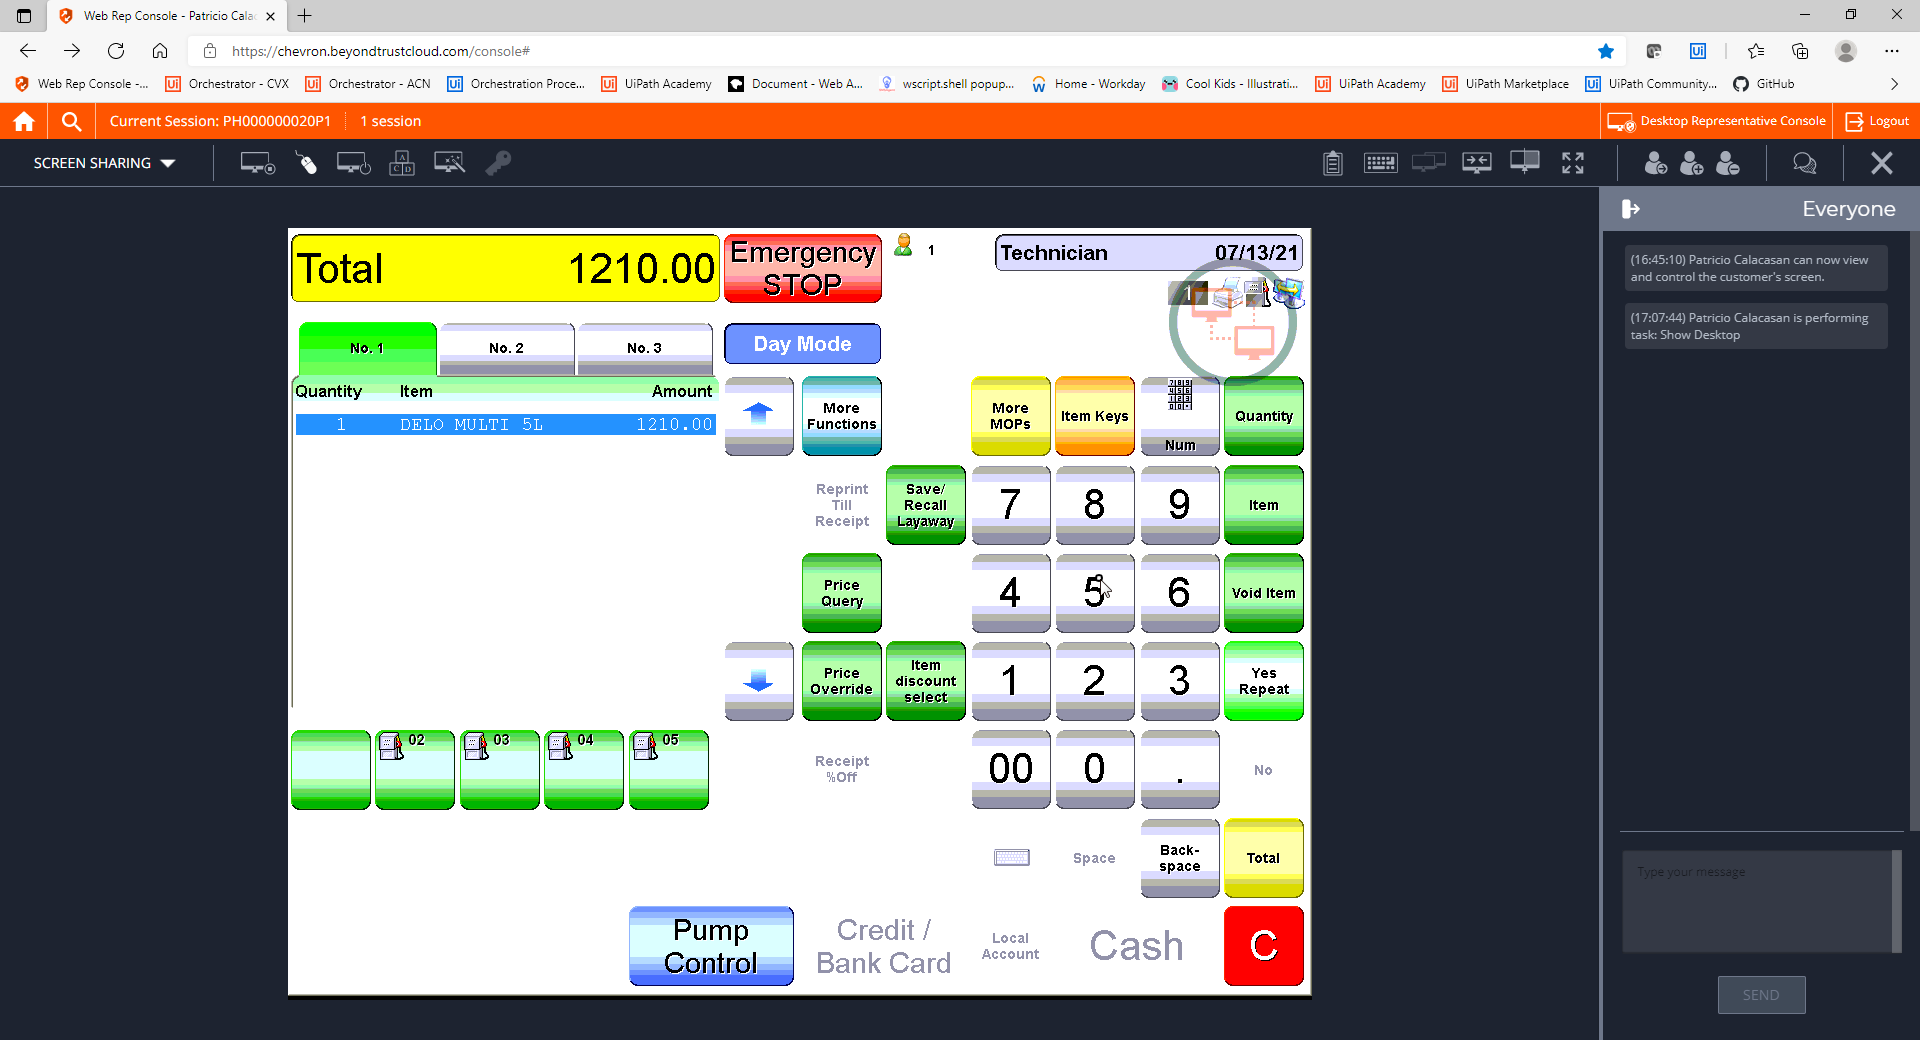 Web Rep Console - Patricio Cala
https://chevron.beyondtrustcloud.com/console#
Web Rep Console -...
Orchestrator - CVX
Orchestrator - ACN
Orchestration Proce...
UiPath Academy
Document - Web A...
wscript.shell popup...
Home - Workday
Cool Kids - Illustrati...
UiPath Academy
UiPath Marketplace
UiPath Community...
GitHub
Current Session: PH000000020P1
1 session
Desktop Representative Console
Logout
SCREEN SHARING
Everyone
(16:45:10) Patricio Calacasan can now view
and control the customer's screen.
(17:07:44) Patricio Calacasan is performing
task: Show Desktop
Total 1210.00
Emergency
STOP
1
Technician 07/13/21
1
No. 1
No. 2
No. 3
Day Mode
Quantity Item Amount
1 DELO MULTI 5L 1210.00
More
Functions
More
MOPs
Item Keys
Num
Quantity
Reprint
Till
Receipt
Save/
Recall
Layaway
7
8
9
Item
Price
Query
4
5
6
Void Item
Price
Override
Item
discount
select
1
2
3
Yes
Repeat
02
03
04
05
Receipt
%Off
00
0
.
No
Space
Back-
space
Total
Pump
Control
Credit /
Bank Card
Local
Account
Cash
C
Type your message
SEND